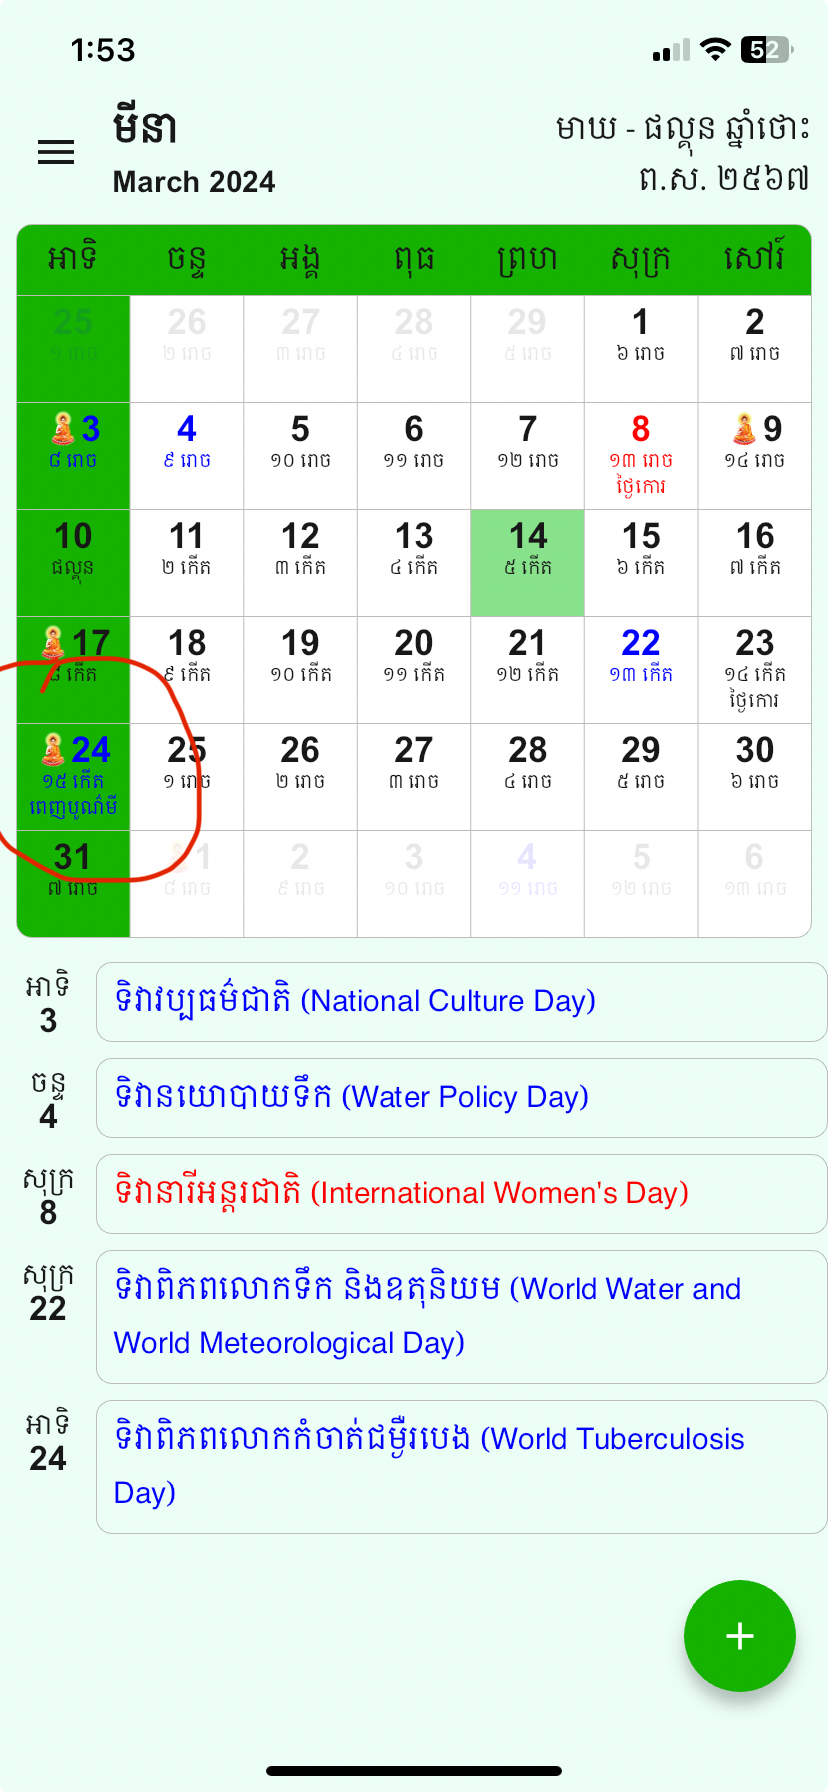 1:53
52
មីនា
March 2024
មាឃ - ផល្គុន ឆ្នាំថោះ
ព.ស. ២៥៦៧
អាទិ ចន្ទ អង្គ ពុធ ព្រហ សុក្រ សៅរ៍
25 26 27 28 29 1 2
១ រោច ២ រោច ៣ រោច ៤ រោច ៥ រោច ៦ រោច ៧ រោច
3 4 5 6 7 8 9
៨ រោច ៩ រោច ១០ រោច ១១ រោច ១២ រោច ១៣ រោច ១៤ រោច
ថ្ងៃកោរ
10 11 12 13 14 15 16
ផល្គុន ២ កើត ៣ កើត ៤ កើត ៥ កើត ៦ កើត ៧ កើត
17 18 19 20 21 22 23
៨ កើត ៩ កើត ១០ កើត ១១ កើត ១២ កើត ១៣ កើត ១៤ កើត
ថ្ងៃកោរ
24 25 26 27 28 29 30
១៥ កើត ១ រោច ២ រោច ៣ រោច ៤ រោច ៥ រោច ៦ រោច
ពេញបូណ៌មី
31 1 2 3 4 5 6
៧ រោច ៨ រោច ៩ រោច ១០ រោច ១១ រោច ១២ រោច ១៣ រោច
អាទិ
3
ទិវាវប្បធម៌ជាតិ (National Culture Day)
ចន្ទ
4
ទិវានយោបាយទឹក (Water Policy Day)
សុក្រ
8
ទិវានារីអន្តរជាតិ (International Women's Day)
សុក្រ
22
ទិវាពិភពលោកទឹក និងឧតុនិយម (World Water and
World Meteorological Day)
អាទិ
24
ទិវាពិភពលោកកំចាត់ជម្ងឺរបេង (World Tuberculosis
Day)